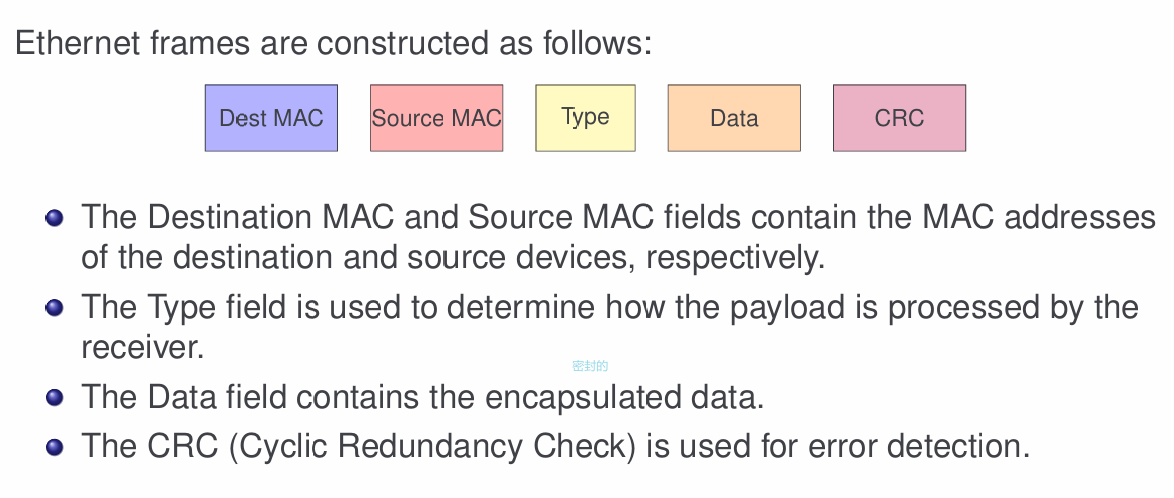 Ethernet frames are constructed as follows:
Dest MAC Source MAC Type Data CRC
The Destination MAC and Source MAC fields contain the MAC addresses
of the destination and source devices, respectively.
The Type field is used to determine how the payload is processed by the
receiver.
密封的
The Data field contains the encapsulated data.
The CRC (Cyclic Redundancy Check) is used for error detection.